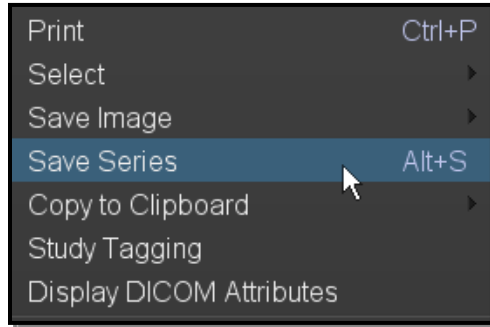 Print Ctrl+P
Select
Save Image
Save Series Alt+S
Copy to Clipboard
Study Tagging
Display DICOM Attributes